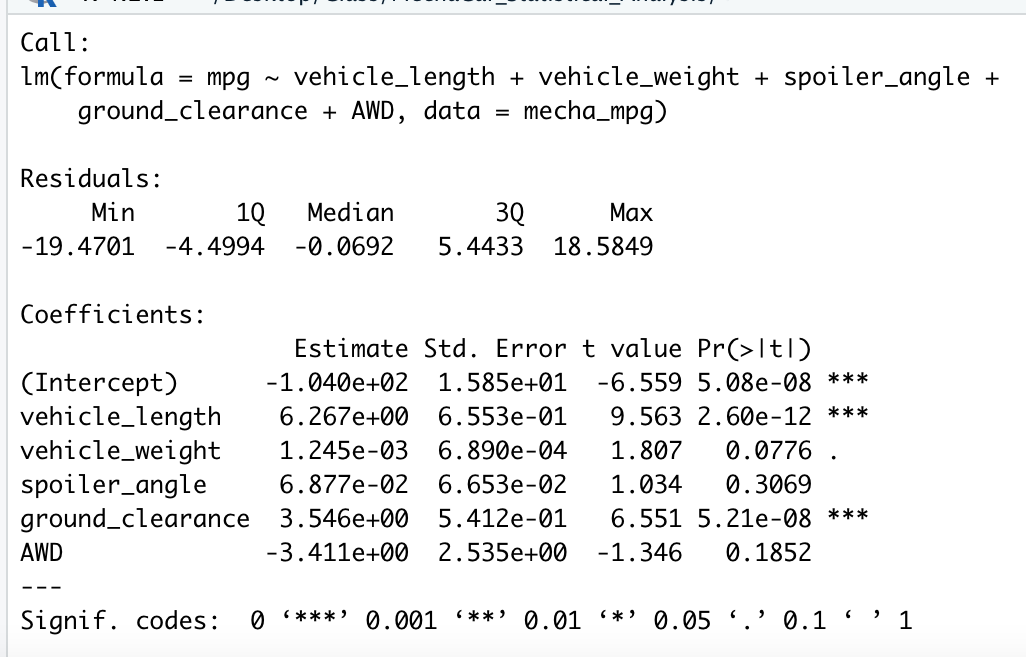 Call:
lm(formula = mpg ~ vehicle_length + vehicle_weight + spoiler_angle +
    ground_clearance + AWD, data = mecha_mpg)
Residuals:
     Min       1Q   Median       3Q      Max
-19.4701  -4.4994  -0.0692   5.4433  18.5849
Coefficients:
                   Estimate Std. Error t value Pr(>|t|)
(Intercept)      -1.040e+02  1.585e+01  -6.559 5.08e-08 ***
vehicle_length    6.267e+00  6.553e-01   9.563 2.60e-12 ***
vehicle_weight    1.245e-03  6.890e-04   1.807   0.0776 .
spoiler_angle     6.877e-02  6.653e-02   1.034   0.3069
ground_clearance  3.546e+00  5.412e-01   6.551 5.21e-08 ***
AWD              -3.411e+00  2.535e+00  -1.346   0.1852
---
Signif. codes:  0 ‘***’ 0.001 ‘**’ 0.01 ‘*’ 0.05 ‘.’ 0.1 ‘ ’ 1